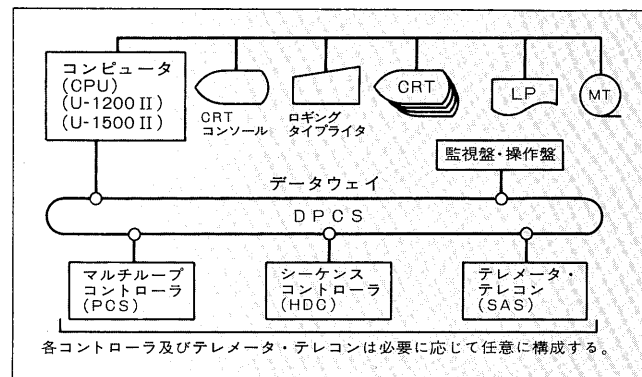 コンピュータ
(CPU)
(U-1200Ⅱ)
(U-1500Ⅱ)
CRT
コンソール
ロギング
タイプライタ
CRT
LP
MT
監視盤・操作盤
データウェイ
DPCS
マルチループ
コントローラ
(PCS)
シーケンス
コントローラ
(HDC)
テレメータ・
テレコン
(SAS)
各コントローラ及びテレメータ・テレコンは必要に応じて任意に構成する。